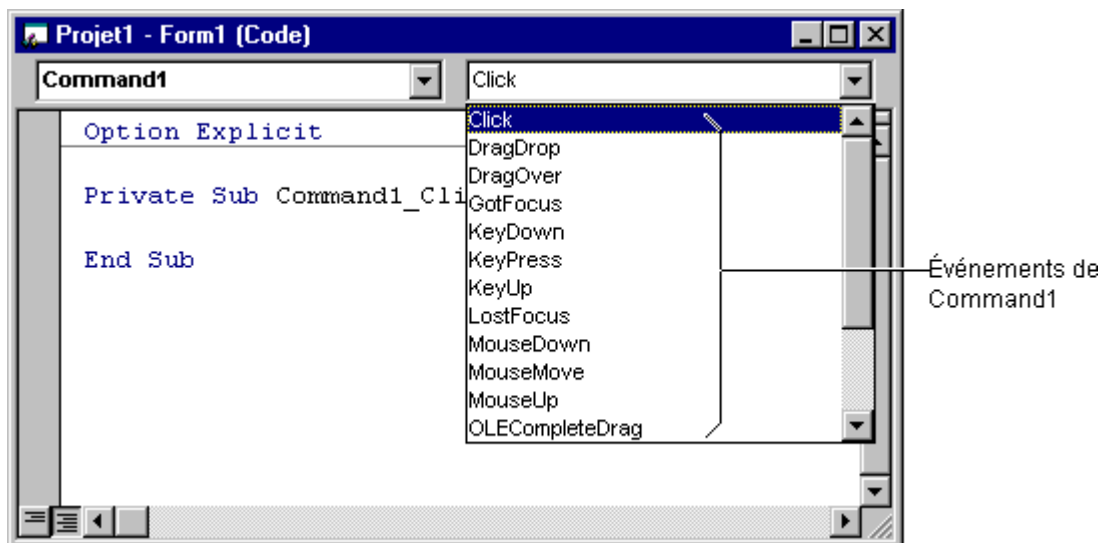 Projet1 - Form1 (Code)
Command1
Click
Click
DragDrop
DragOver
GotFocus
KeyDown
KeyPress
KeyUp
LostFocus
MouseDown
MouseMove
MouseUp
OLECompleteDrag
Option Explicit
Private Sub Command1_Cli
End Sub
Événements de
Command1